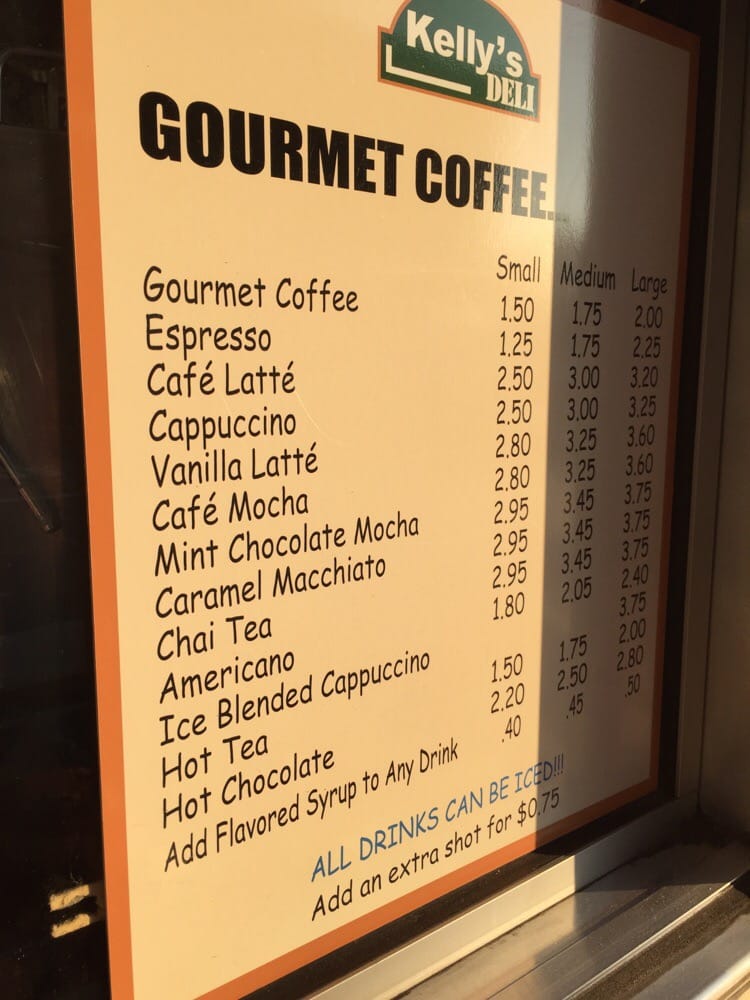 Kelly's
DELI
GOURMET COFFEE...
Small Medium Large
Gourmet Coffee 1.50 1.75 2.00
Espresso 1.25 1.75 2.25
Café Latté 2.50 3.00 3.20
Cappuccino 2.50 3.00 3.25
Vanilla Latté 2.80 3.25 3.60
Café Mocha 2.80 3.25 3.60
Mint Chocolate Mocha 2.95 3.45 3.75
Caramel Macchiato 2.95 3.45 3.75
Chai Tea 2.95 3.45 3.75
Americano 1.80 2.05 2.40
Ice Blended Cappuccino 3.75
Hot Tea 1.50 1.75 2.00
Hot Chocolate 2.20 2.50 2.80
Add Flavored Syrup to Any Drink .40 .45 .50
ALL DRINKS CAN BE ICED!!!
Add an extra shot for $0.75